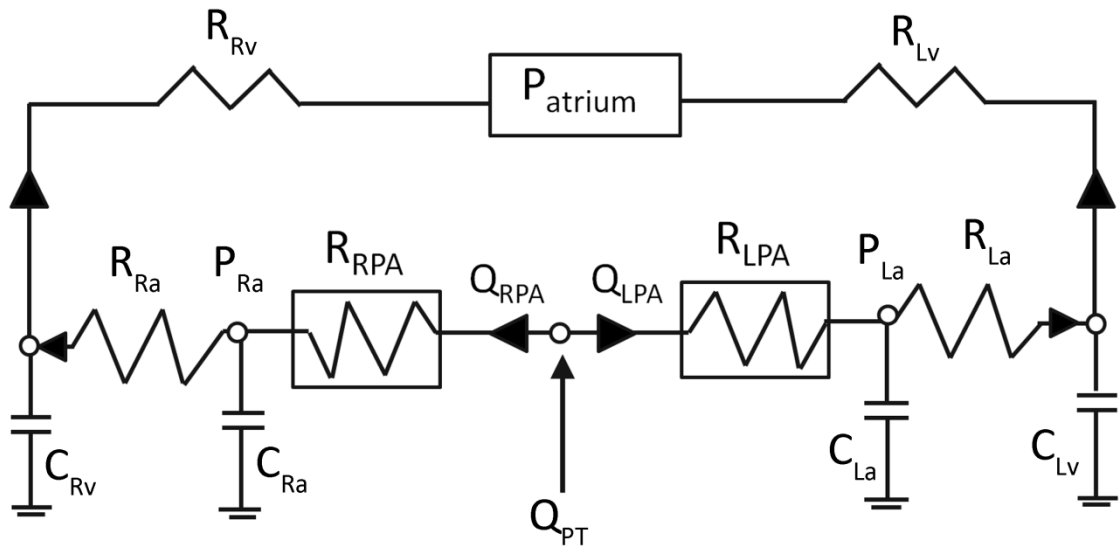 R_Rv
R_Lv
P_atrium
R_Ra
P_Ra
R_RPA
Q_RPA
Q_LPA
R_LPA
P_La
R_La
C_Rv
C_Ra
C_La
C_Lv
Q_PT